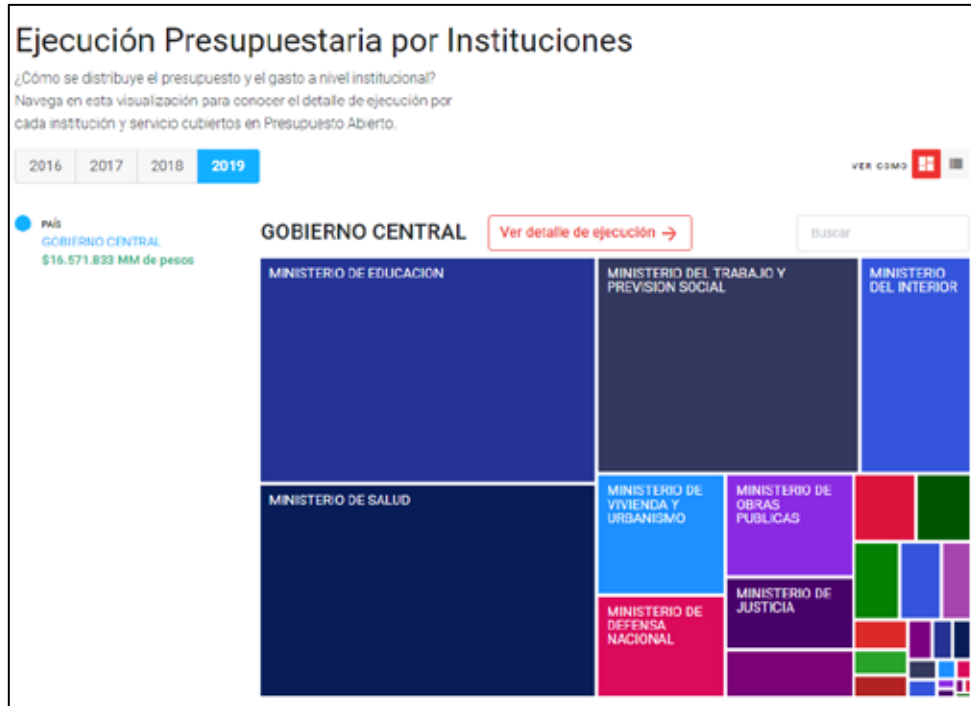 Ejecución Presupuestaria por Instituciones
¿Cómo se distribuye el presupuesto y el gasto a nivel institucional?
Navega en esta visualización para conocer el detalle de ejecución por
cada institución y servicio cubiertos en Presupuesto Abierto.
2016 2017 2018 2019
VER COMO
PAÍS
GOBIERNO CENTRAL
$16.571.833 MM de pesos
GOBIERNO CENTRAL
Ver detalle de ejecución →
Buscar
MINISTERIO DE EDUCACION
MINISTERIO DEL TRABAJO Y
PREVISION SOCIAL
MINISTERIO
DEL INTERIOR
MINISTERIO DE SALUD
MINISTERIO DE
VIVIENDA Y
URBANISMO
MINISTERIO DE
OBRAS
PUBLICAS
MINISTERIO DE
DEFENSA
NACIONAL
MINISTERIO DE
JUSTICIA